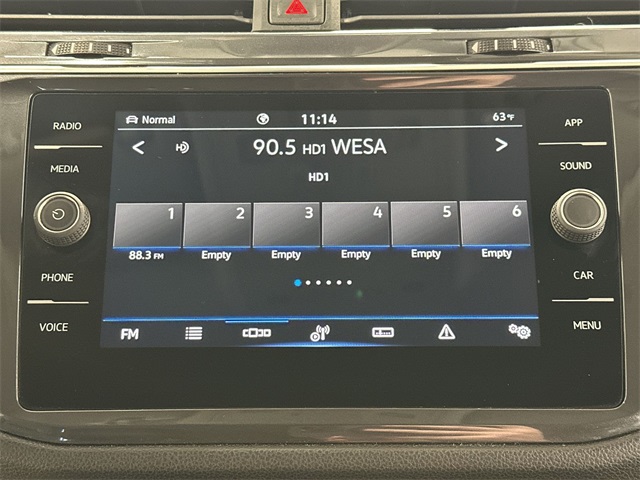 Normal 11:14 63°F
RADIO
APP
90.5 HD1 WESA
MEDIA
SOUND
HD1
1 2 3 4 5 6
88.3 FM Empty Empty Empty Empty Empty
PHONE
CAR
VOICE
MENU
FM